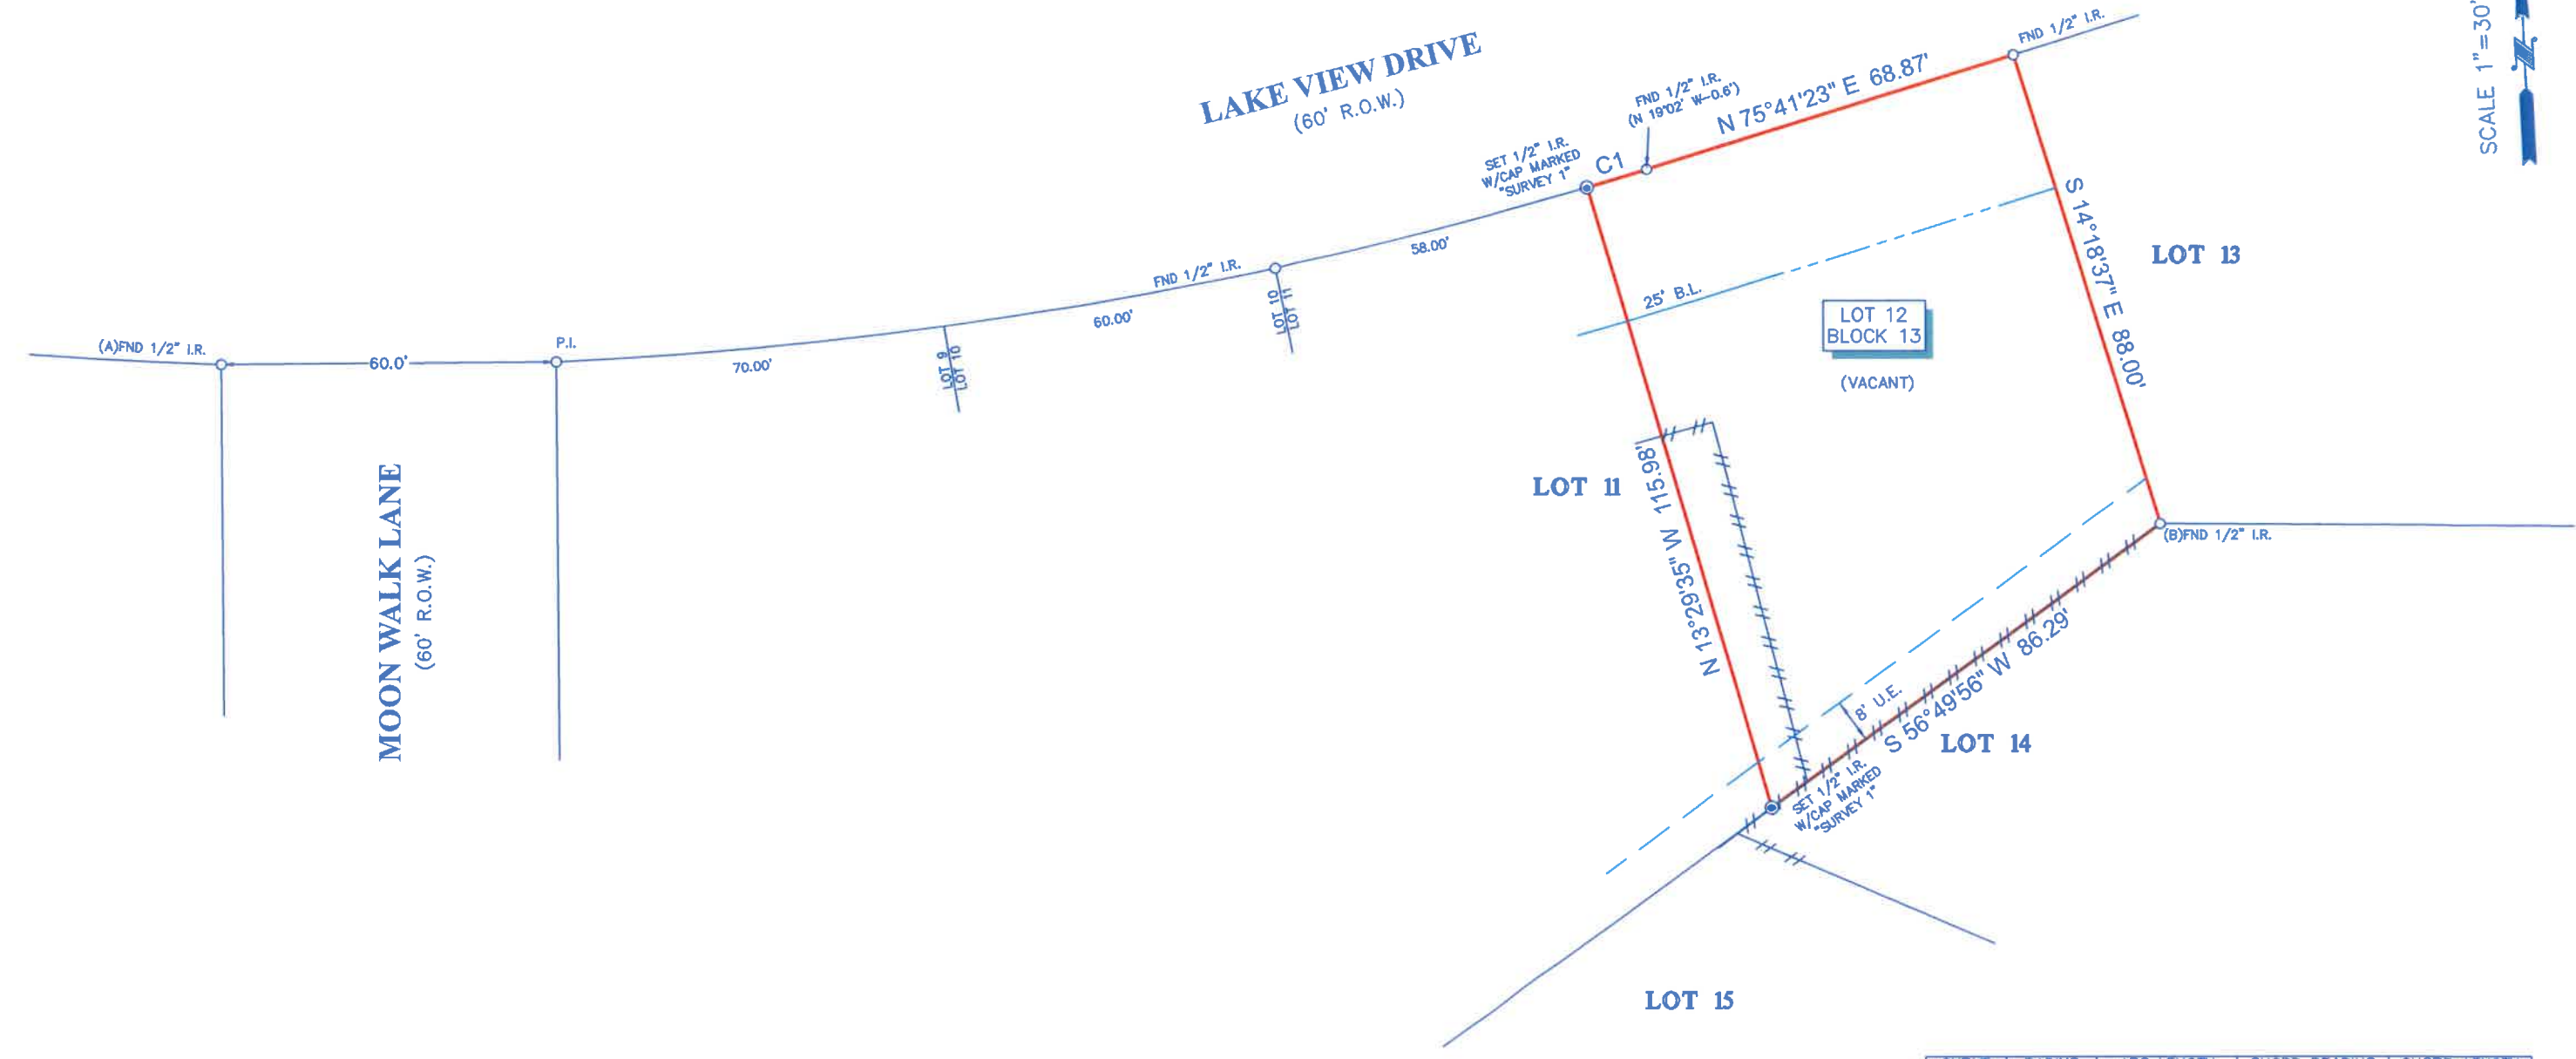 FND 1/2" I.R.
SCALE 1"=30'
LAKE VIEW DRIVE
(60' R.O.W.)
FND 1/2" I.R.
(N 19°02' W-0.6')
N 75°41'23" E 68.87'
SET 1/2" I.R.
W/CAP MARKED
"SURVEY 1"
C1
S 14°18'37" E 88.00'
LOT 13
58.00'
FND 1/2" I.R.
LOT 10
LOT 11
25' B.L.
LOT 12
BLOCK 13
(VACANT)
60.00'
(A)FND 1/2" I.R.
60.0'
P.I.
70.00'
LOT 9
LOT 10
MOON WALK LANE
(60' R.O.W.)
LOT 11
N 13°29'35" W 115.98'
(B)FND 1/2" I.R.
8' U.E.
S 56°49'56" W 86.29'
LOT 14
SET 1/2" I.R.
W/CAP MARKED
"SURVEY 1"
LOT 15